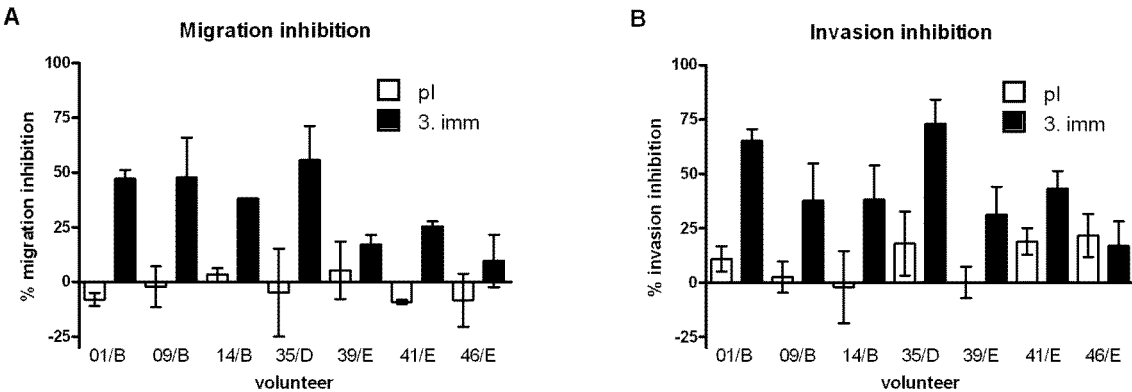 A
Migration inhibition
% migration inhibition
100
75
50
25
0
-25
pI
3. imm
01/B 09/B 14/B 35/D 39/E 41/E 46/E
volunteer
B
Invasion inhibition
% invasion inhibition
100
75
50
25
0
-25
pI
3. imm
01/B 09/B 14/B 35/D 39/E 41/E 46/E
volunteer